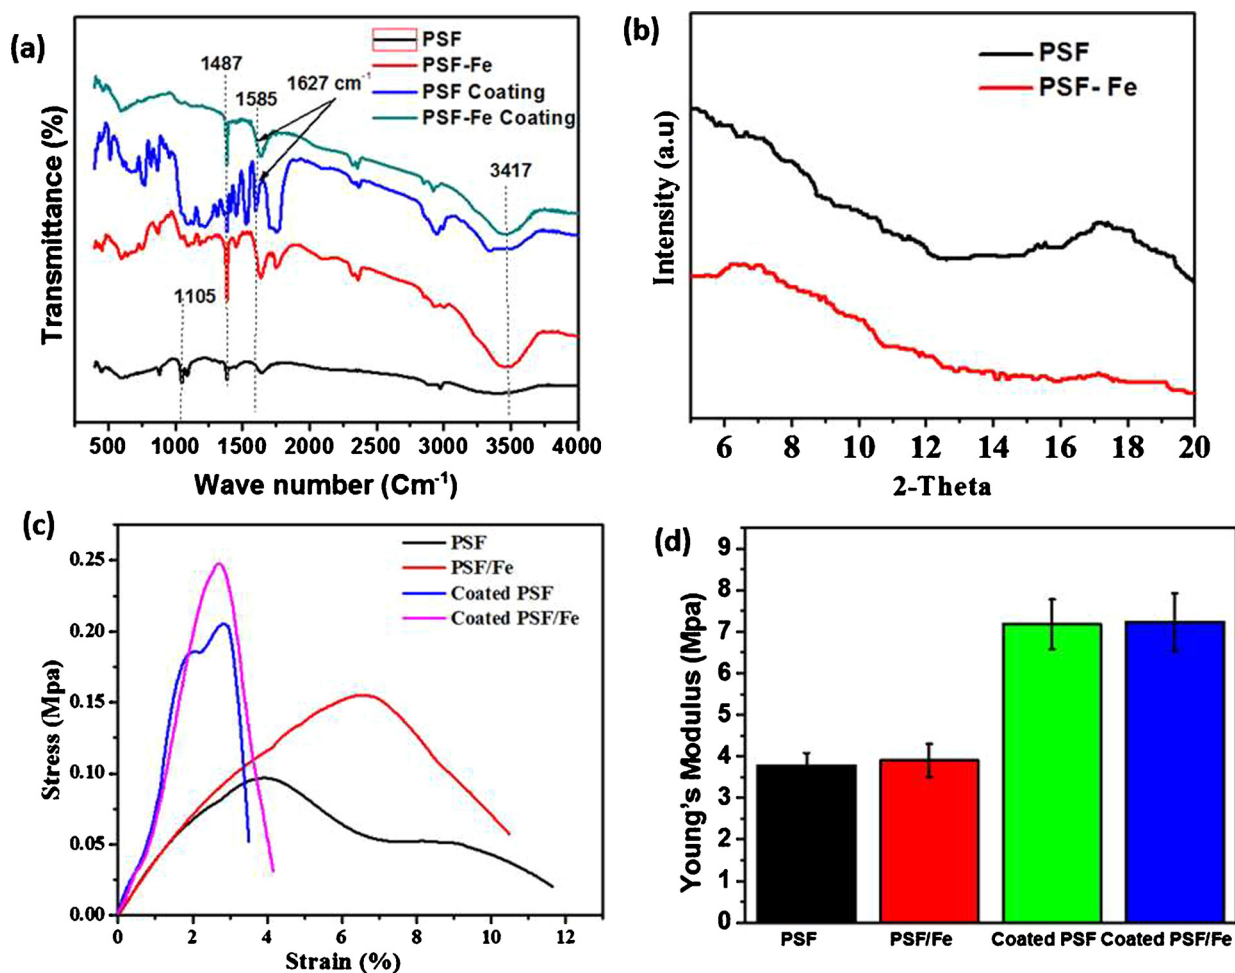 (a)
PSF
PSF-Fe
PSF Coating
PSF-Fe Coating
1487
1627 cm-1
1585
3417
1105
Transmittance (%)
500 1000 1500 2000 2500 3000 3500 4000
Wave number (Cm-1)
(b)
PSF
PSF- Fe
Intensity (a.u)
6 8 10 12 14 16 18 20
2-Theta
(c)
PSF
PSF/Fe
Coated PSF
Coated PSF/Fe
0.25
0.20
0.15
0.10
0.05
0.00
Stress (Mpa)
0 2 4 6 8 10 12
Strain (%)
(d)
9
8
7
6
5
4
3
2
1
0
Young's Modulus (Mpa)
PSF PSF/Fe Coated PSF Coated PSF/Fe